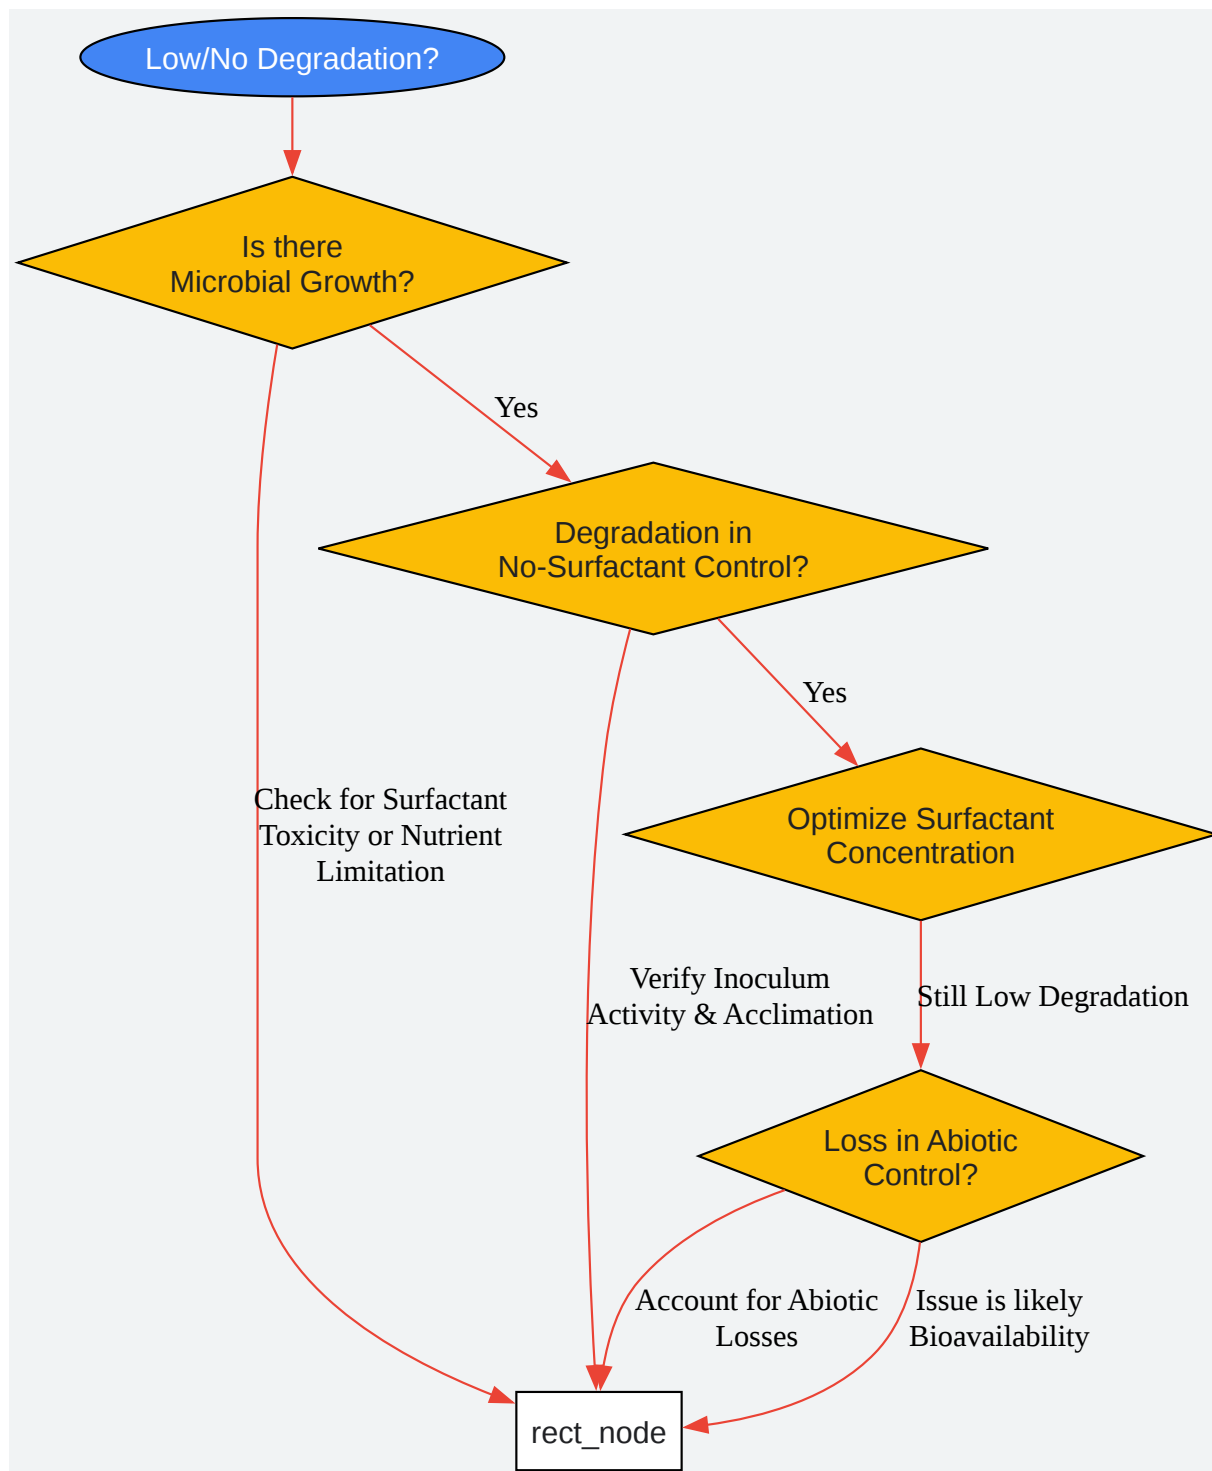 Low/No Degradation?
Is there
Microbial Growth?
Yes
Degradation in
No-Surfactant Control?
Yes
Check for Surfactant
Toxicity or Nutrient
Limitation
Optimize Surfactant
Concentration
Verify Inoculum
Activity & Acclimation
Still Low Degradation
Loss in Abiotic
Control?
Account for Abiotic
Losses
Issue is likely
Bioavailability
rect_node